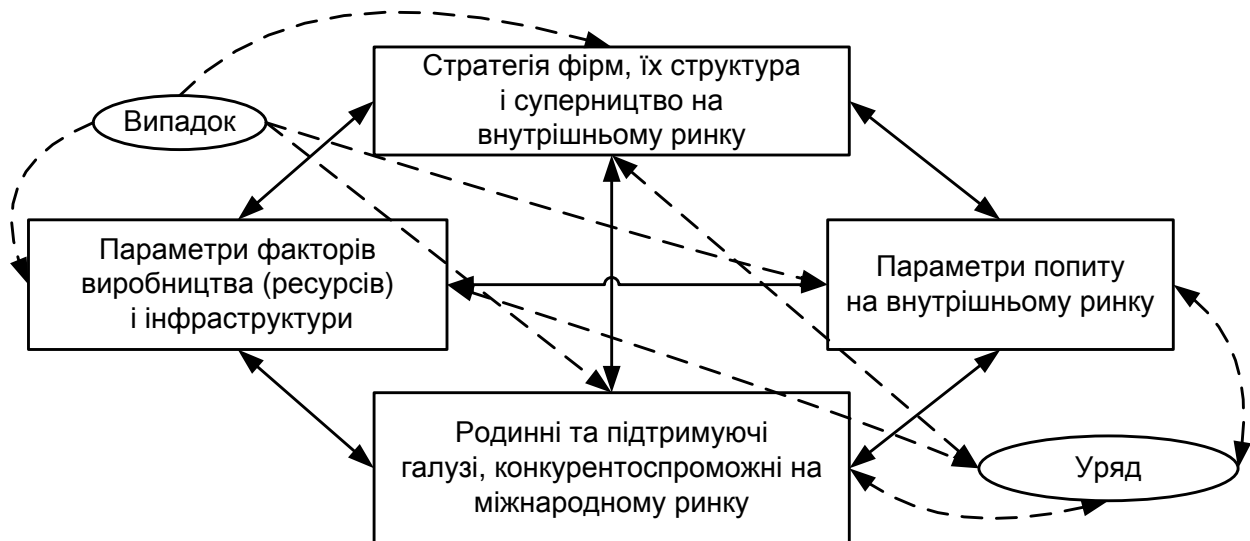 Стратегія фірм, їх структура
і суперництво на
внутрішньому ринку
Випадок
Параметри факторів
виробництва (ресурсів)
і інфраструктури
Параметри попиту
на внутрішньому ринку
Родинні та підтримуючі
галузі, конкурентоспроможні на
міжнародному ринку
Уряд